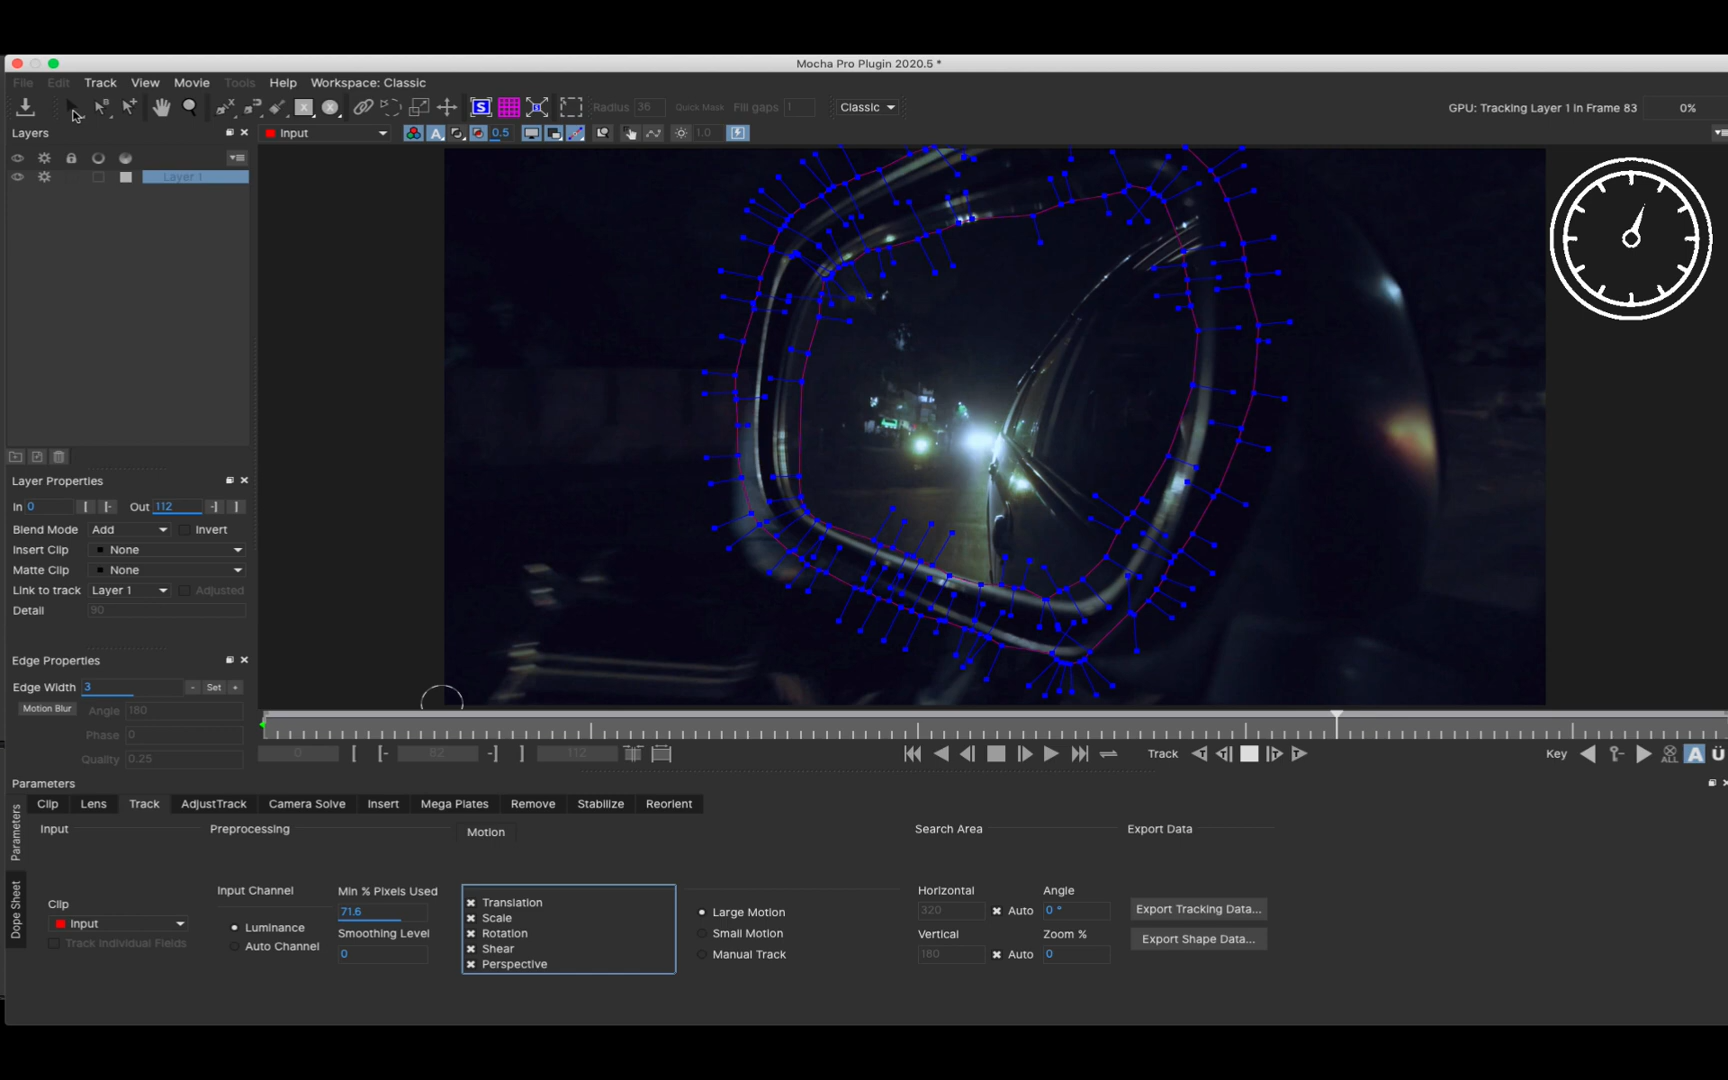 Mocha Pro Plugin 2020.5 *
File Edit Track View Movie Tools Help Workspace: Classic
Radius 36 Quick Mask Fill gaps 1 Classic GPU: Tracking Layer 1 in Frame 83 0%
Layers
Input A 0.5 1.0
Layer 1
Layer Properties
In 0 Out 112
Blend Mode Add Invert
Insert Clip None
Matte Clip None
Link to track Layer 1 Adjusted
Detail 90
Edge Properties
Edge Width 3 - Set +
Motion Blur Angle 180
Phase 0
Quality 0.25
0 82 112 Track Key ALL A Ü
Parameters
Clip Lens Track AdjustTrack Camera Solve Insert Mega Plates Remove Stabilize Reorient
Parameters
Dope Sheet
Input Preprocessing Motion Search Area Export Data
Input Channel Min % Pixels Used Horizontal Angle
Clip 71.6 Translation Large Motion 320 Auto 0 ° Export Tracking Data...
Input Luminance Smoothing Level Scale
Rotation Small Motion Vertical Zoom % Export Shape Data...
Track Individual Fields Auto Channel 0 Shear Manual Track 180 Auto 0
Perspective